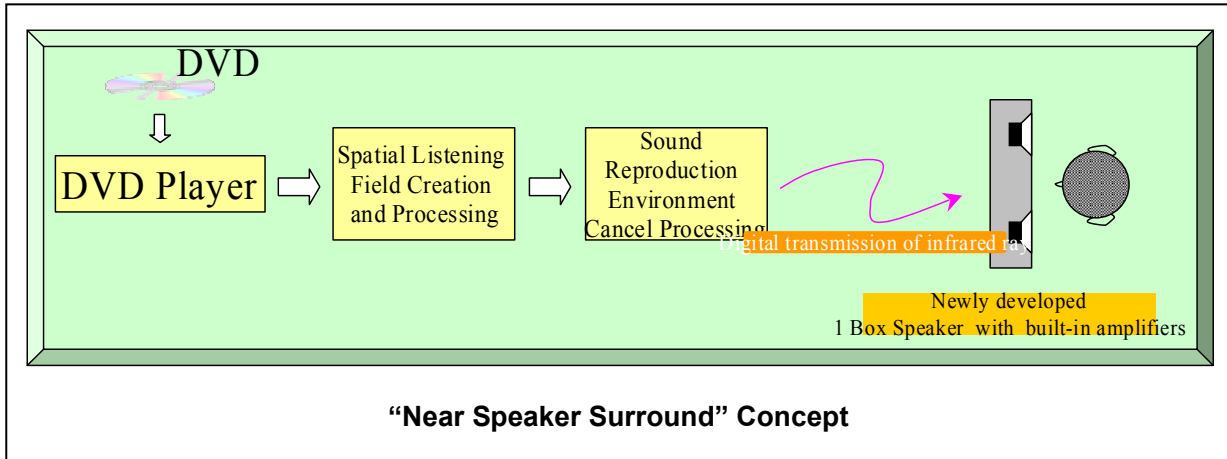 DVD
DVD Player
Spatial Listening
Field Creation
and Processing
Sound
Reproduction
Environment
Cancel Processing
Digital transmission of infrared ray
Newly developed
1 Box Speaker with built-in amplifiers
“Near Speaker Surround” Concept